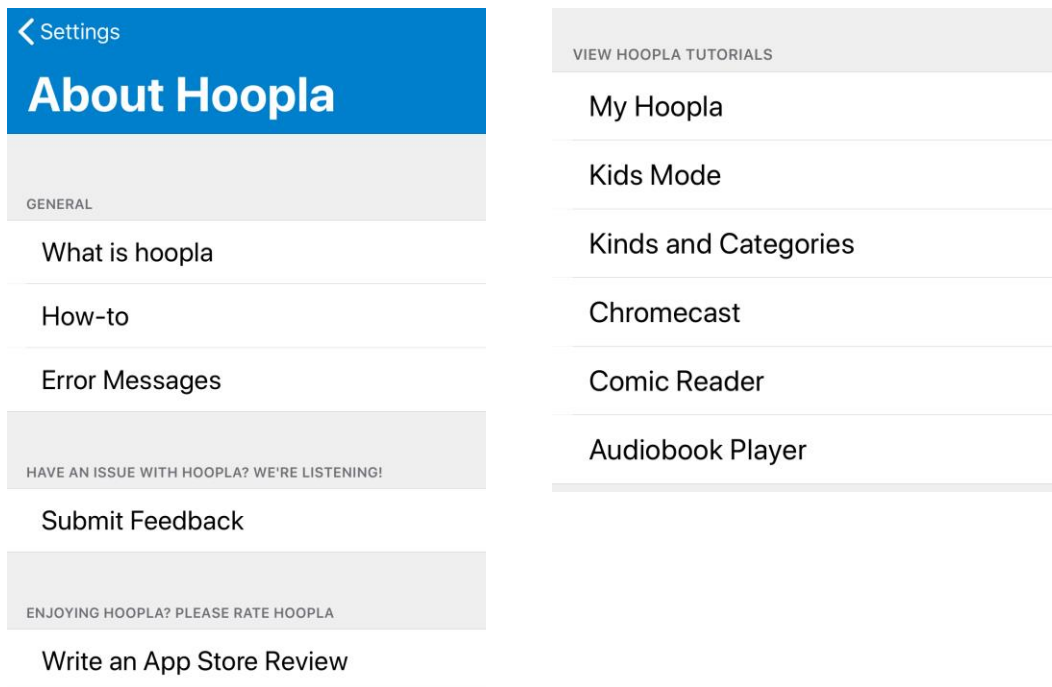 Settings
About Hoopla
GENERAL
What is hoopla
How-to
Error Messages
HAVE AN ISSUE WITH HOOPLA? WE'RE LISTENING!
Submit Feedback
ENJOYING HOOPLA? PLEASE RATE HOOPLA
Write an App Store Review
VIEW HOOPLA TUTORIALS
My Hoopla
Kids Mode
Kinds and Categories
Chromecast
Comic Reader
Audiobook Player